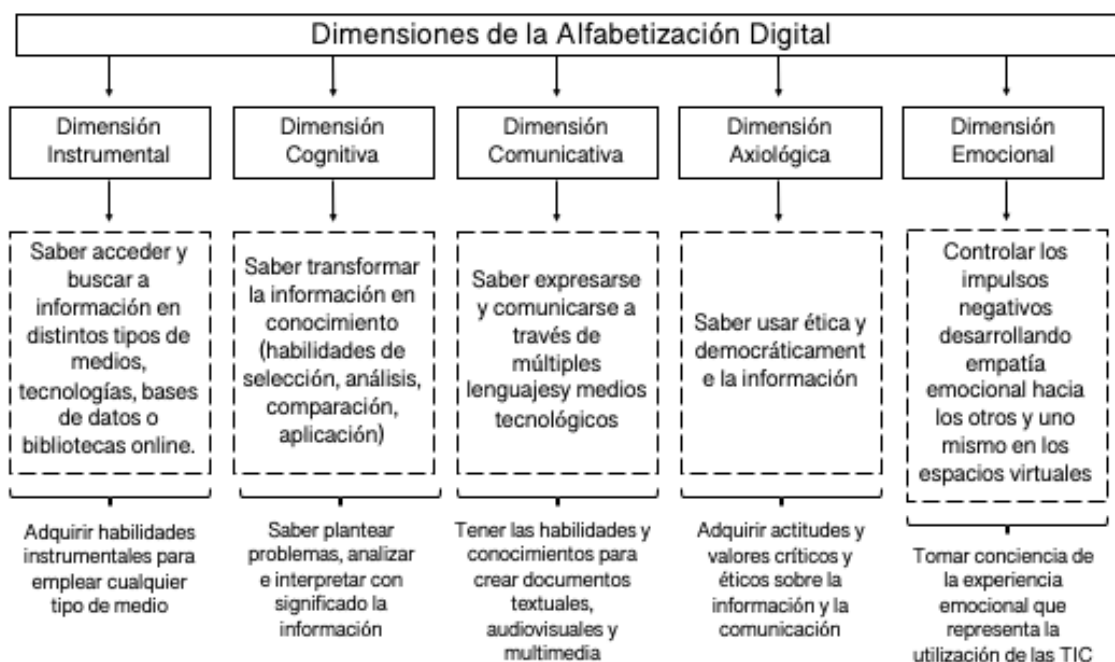 Dimensiones de la Alfabetización Digital
Dimensión
Instrumental
Dimensión
Cognitiva
Dimensión
Comunicativa
Dimensión
Axiológica
Dimensión
Emocional
Saber acceder y
buscar a
información en
distintos tipos de
medios,
tecnologías, bases
de datos o
bibliotecas online.
Saber transformar
la información en
conocimiento
(habilidades de
selección, análisis,
comparación,
aplicación)
Saber expresarse
y comunicarse a
través de
múltiples
lenguajesy medios
tecnológicos
Saber usar ética y
democráticament
e la información
Controlar los
impulsos
negativos
desarrollando
empatía
emocional hacia
los otros y uno
mismo en los
espacios virtuales
Adquirir habilidades
instrumentales para
emplear cualquier
tipo de medio
Saber plantear
problemas, analizar
e interpretar con
significado la
información
Tener las habilidades y
conocimientos para
crear documentos
textuales,
audiovisuales y
multimedia
Adquirir actitudes y
valores críticos y
éticos sobre la
información y la
comunicación
Tomar conciencia de
la experiencia
emocional que
representa la
utilización de las TIC